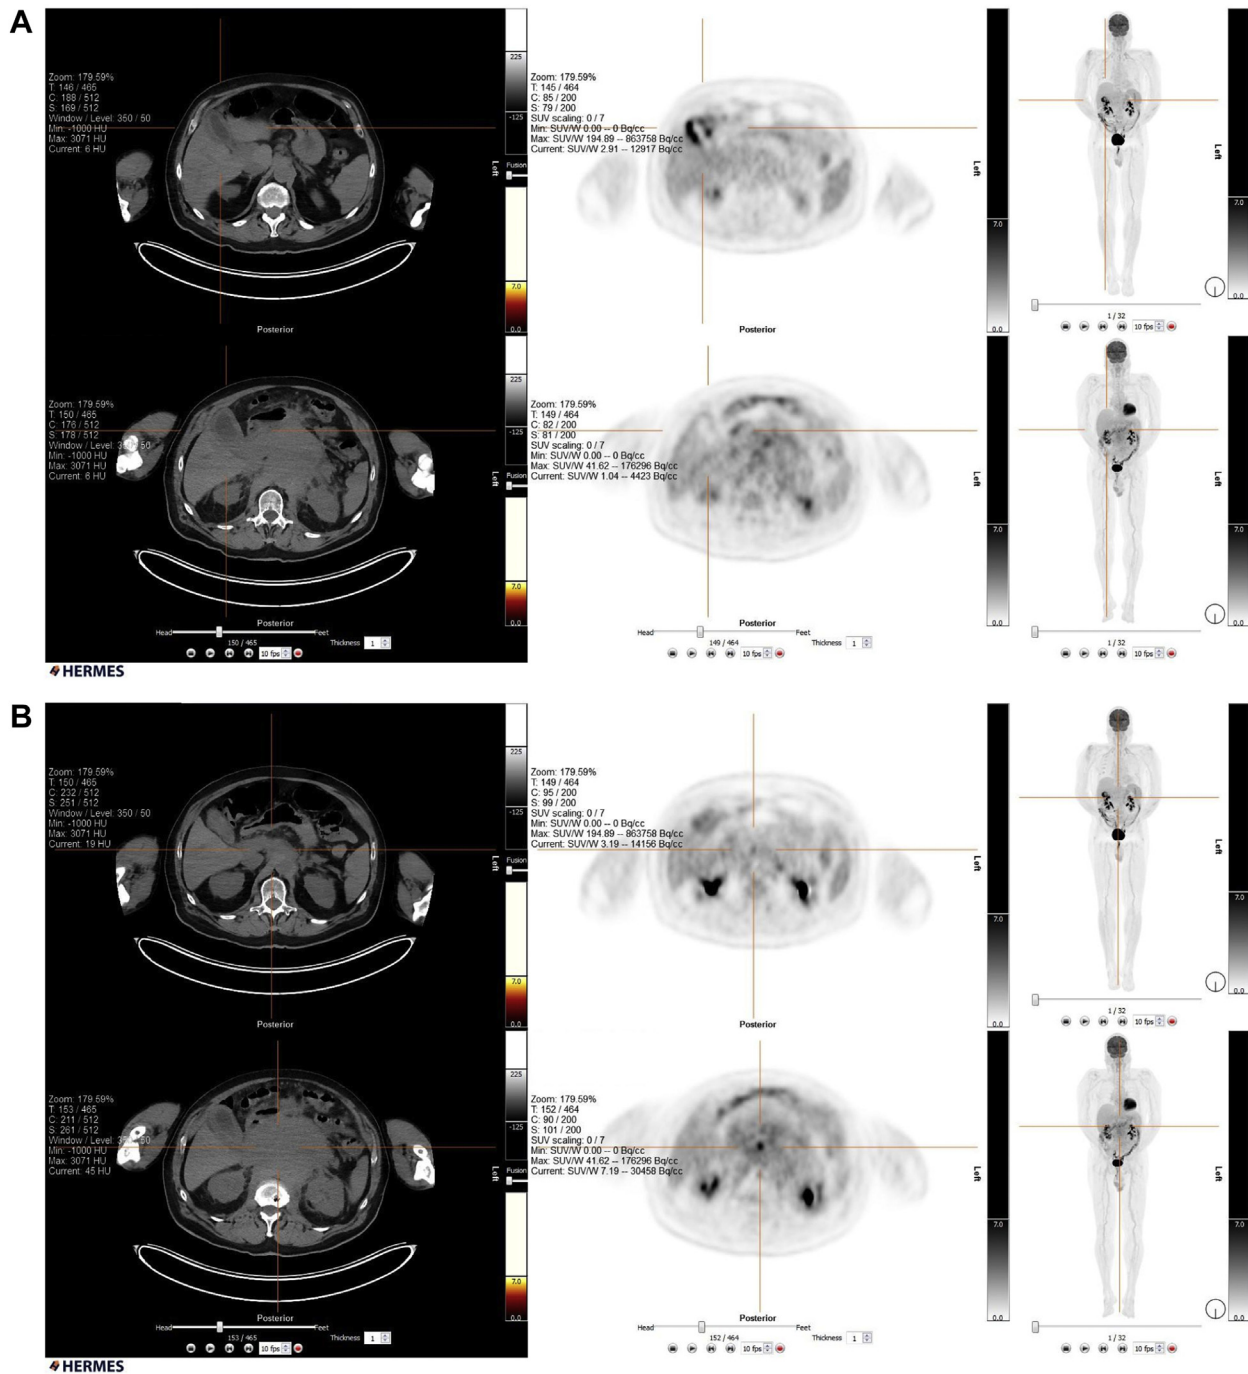 A
Zoom: 179.59%
T: 146 / 465
C: 188 / 512
S: 169 / 512
Window / Level: 350 / 50
Min: -1000 HU
Max: 3071 HU
Current: 6 HU
225
-125
Left
Fusion
7.0
0.0
Posterior
Zoom: 179.59%
T: 145 / 464
C: 85 / 200
S: 79 / 200
SUV scaling: 0 / 7
Min: SUV/W 0.00 -- 0 Bq/cc
Max: SUV/W 194.89 -- 863758 Bq/cc
Current: SUV/W 2.91 -- 12917 Bq/cc
Left
7.0
0.0
Posterior
Left
7.0
0.0
1 / 32
10 fps
Zoom: 179.59%
T: 150 / 465
C: 176 / 512
S: 178 / 512
Window / Level: 350 / 50
Min: -1000 HU
Max: 3071 HU
Current: 6 HU
225
-125
Left
Fusion
7.0
0.0
Posterior
Head
Feet
150 / 465
Thickness 1
10 fps
Zoom: 179.59%
T: 149 / 464
C: 82 / 200
S: 81 / 200
SUV scaling: 0 / 7
Min: SUV/W 0.00 -- 0 Bq/cc
Max: SUV/W 41.62 -- 176296 Bq/cc
Current: SUV/W 1.04 -- 4423 Bq/cc
Left
7.0
0.0
Posterior
Head
Feet
149 / 464
Thickness 1
10 fps
Left
7.0
0.0
1 / 32
10 fps
HERMES
B
Zoom: 179.59%
T: 150 / 465
C: 232 / 512
S: 251 / 512
Window / Level: 350 / 50
Min: -1000 HU
Max: 3071 HU
Current: 19 HU
225
-125
Left
Fusion
7.0
0.0
Posterior
Zoom: 179.59%
T: 149 / 464
C: 95 / 200
S: 99 / 200
SUV scaling: 0 / 7
Min: SUV/W 0.00 -- 0 Bq/cc
Max: SUV/W 194.89 -- 863758 Bq/cc
Current: SUV/W 3.19 -- 14156 Bq/cc
Left
7.0
0.0
Posterior
Left
7.0
0.0
1 / 32
10 fps
Zoom: 179.59%
T: 153 / 465
C: 211 / 512
S: 261 / 512
Window / Level: 350 / 50
Min: -1000 HU
Max: 3071 HU
Current: 45 HU
225
-125
Left
Fusion
7.0
0.0
Posterior
Head
Feet
153 / 465
Thickness 1
10 fps
Zoom: 179.59%
T: 152 / 464
C: 90 / 200
S: 101 / 200
SUV scaling: 0 / 7
Min: SUV/W 0.00 -- 0 Bq/cc
Max: SUV/W 41.62 -- 176296 Bq/cc
Current: SUV/W 7.19 -- 30458 Bq/cc
Left
7.0
0.0
Posterior
Head
Feet
152 / 464
Thickness 1
10 fps
Left
7.0
0.0
1 / 32
10 fps
HERMES